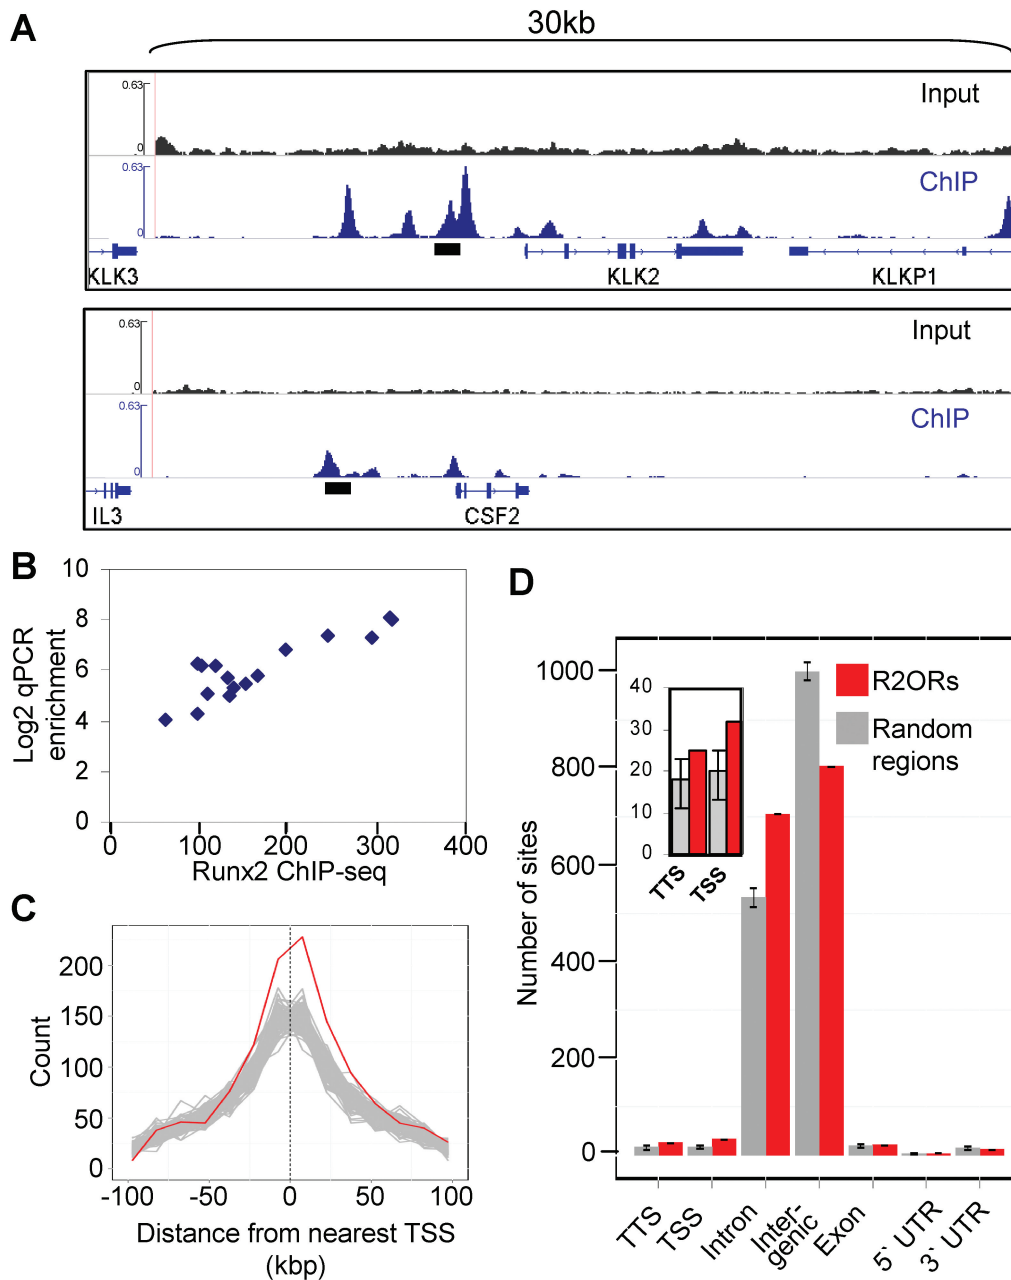 A
30kb
0.63
Input
0
0.63
ChIP
0
KLK3
KLK2
KLKP1
0.63
Input
0
0.63
ChIP
0
IL3
CSF2
B
10
8
6
4
2
0
Log2 qPCR
enrichment
0
100
200
300
400
Runx2 ChIP-seq
C
200
150
100
50
0
Count
-100
-50
0
50
100
Distance from nearest TSS
(kbp)
D
1000
800
600
400
200
0
Number of sites
40
30
20
10
0
TTS
TSS
R2ORs
Random
regions
TTS
TSS
Intron
Inter-
genic
Exon
5` UTR
3` UTR